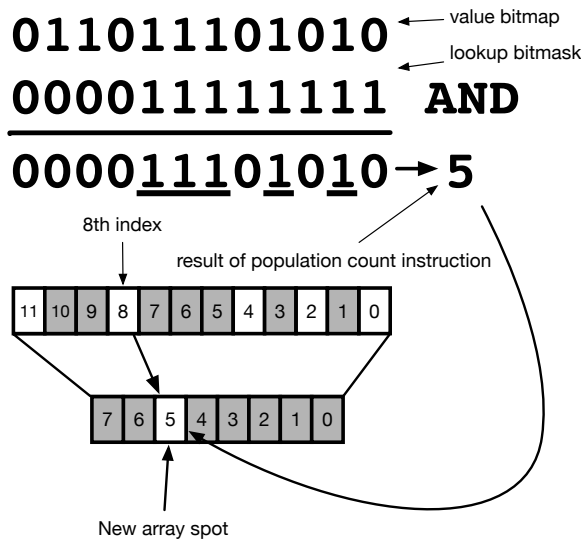 011011101010
value bitmap
lookup bitmask
000011111111 AND
000011101010 5
8th index
result of population count instruction
11 10 9 8 7 6 5 4 3 2 1 0
7 6 5 4 3 2 1 0
New array spot